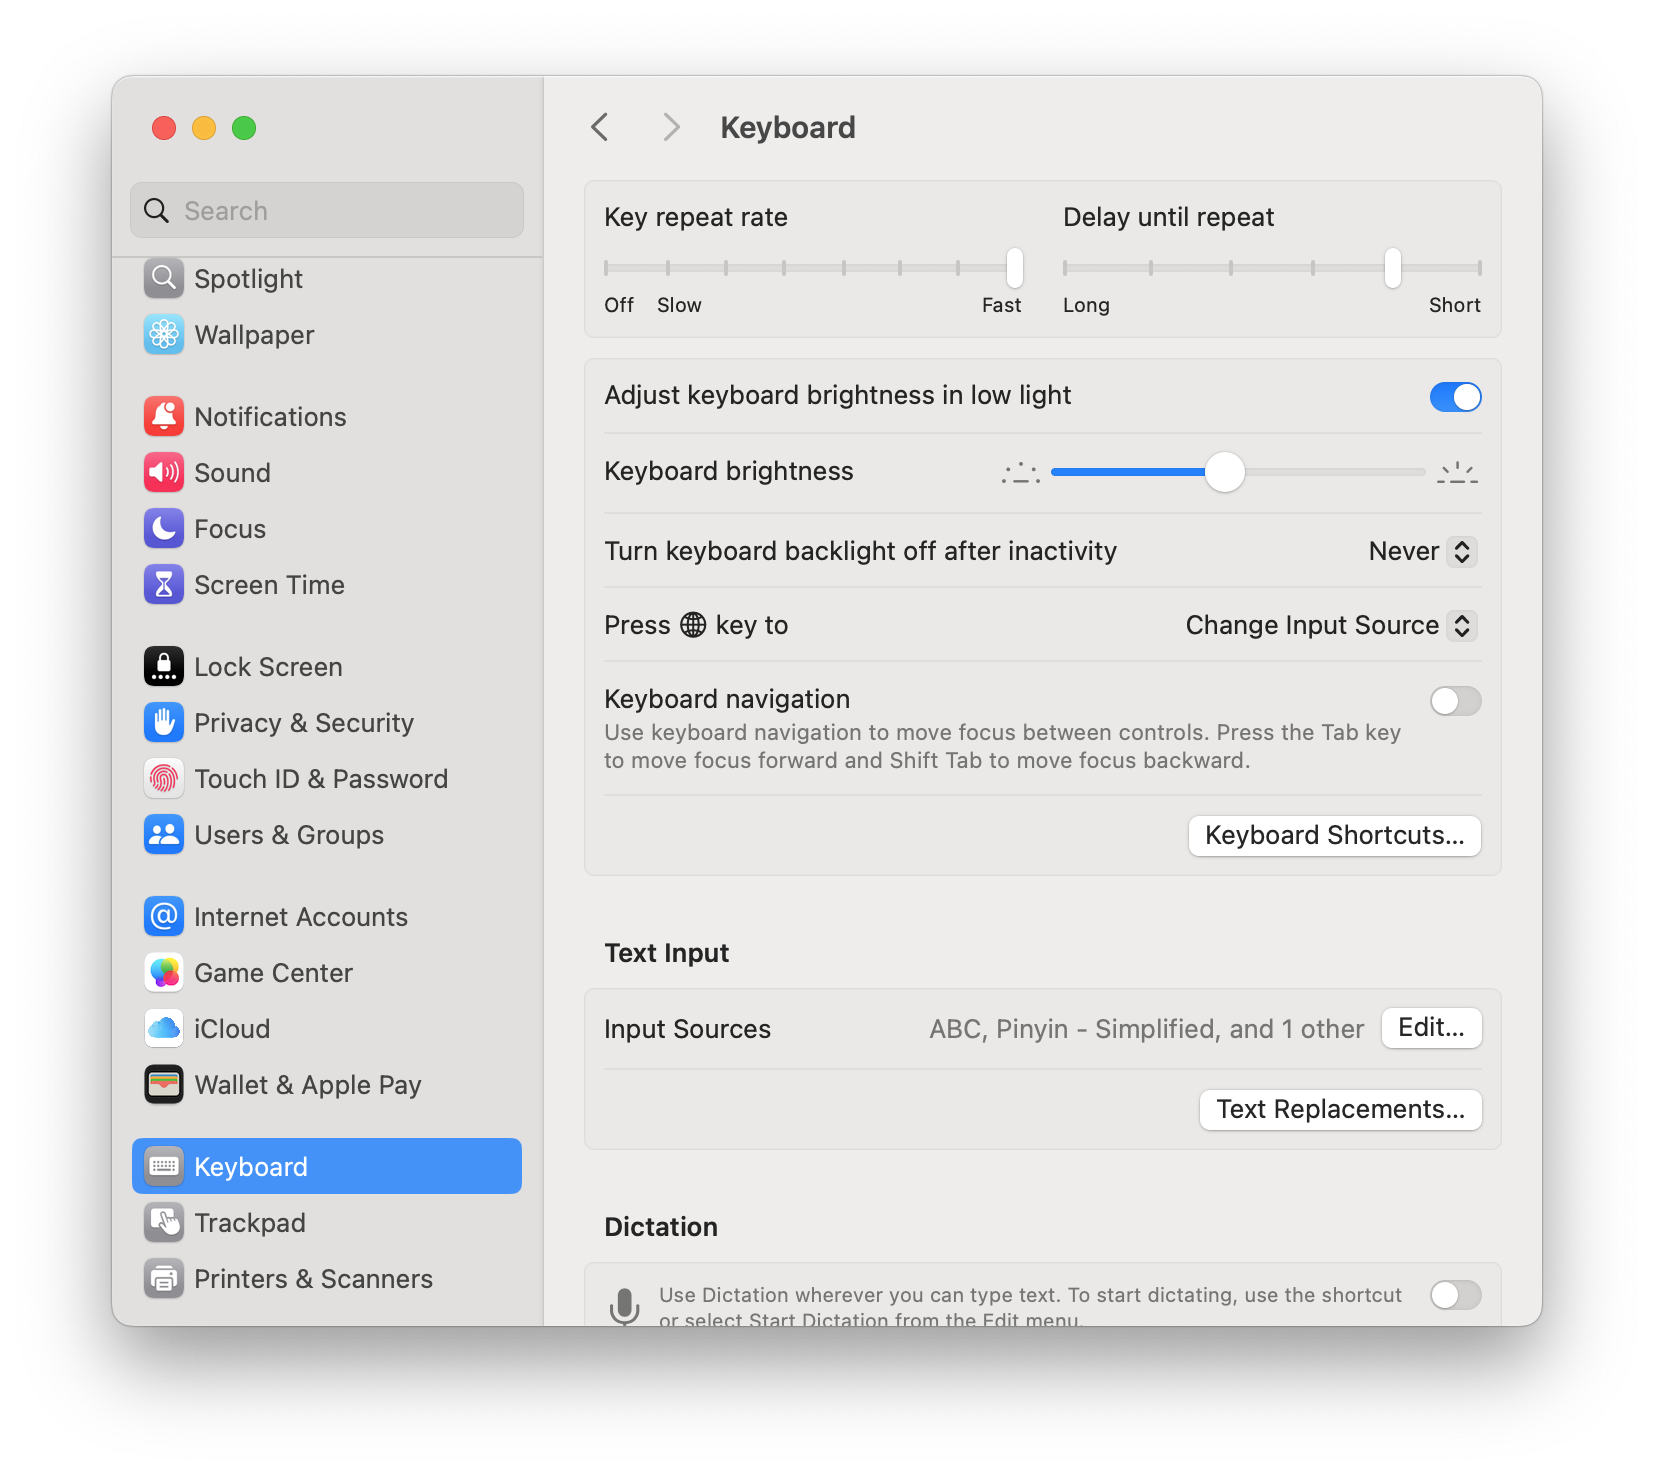 Search
Spotlight
Wallpaper
Notifications
Sound
Focus
Screen Time
Lock Screen
Privacy & Security
Touch ID & Password
Users & Groups
Internet Accounts
@
Game Center
iCloud
Wallet & Apple Pay
Keyboard
Trackpad
Printers & Scanners
Keyboard
Key repeat rate
Off Slow Fast
Delay until repeat
Long Short
Adjust keyboard brightness in low light
Keyboard brightness
Turn keyboard backlight off after inactivity Never
Press key to Change Input Source
Keyboard navigation
Use keyboard navigation to move focus between controls. Press the Tab key
to move focus forward and Shift Tab to move focus backward.
Keyboard Shortcuts...
Text Input
Input Sources ABC, Pinyin - Simplified, and 1 other Edit...
Text Replacements...
Dictation
Use Dictation wherever you can type text. To start dictating, use the shortcut
or select Start Dictation from the Edit menu.